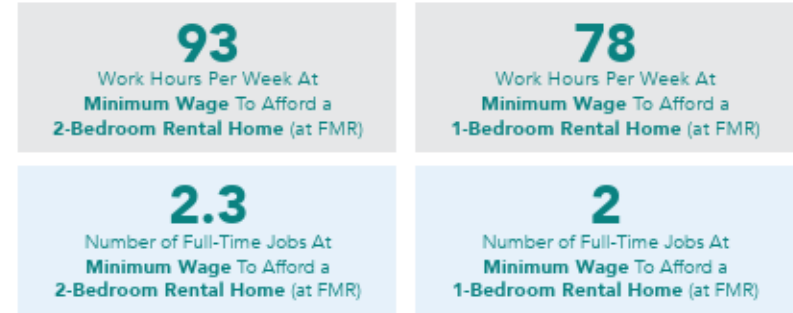 93
Work Hours Per Week At
Minimum Wage To Afford a
2-Bedroom Rental Home (at FMR)
78
Work Hours Per Week At
Minimum Wage To Afford a
1-Bedroom Rental Home (at FMR)
2.3
Number of Full-Time Jobs At
Minimum Wage To Afford a
2-Bedroom Rental Home (at FMR)
2
Number of Full-Time Jobs At
Minimum Wage To Afford a
1-Bedroom Rental Home (at FMR)